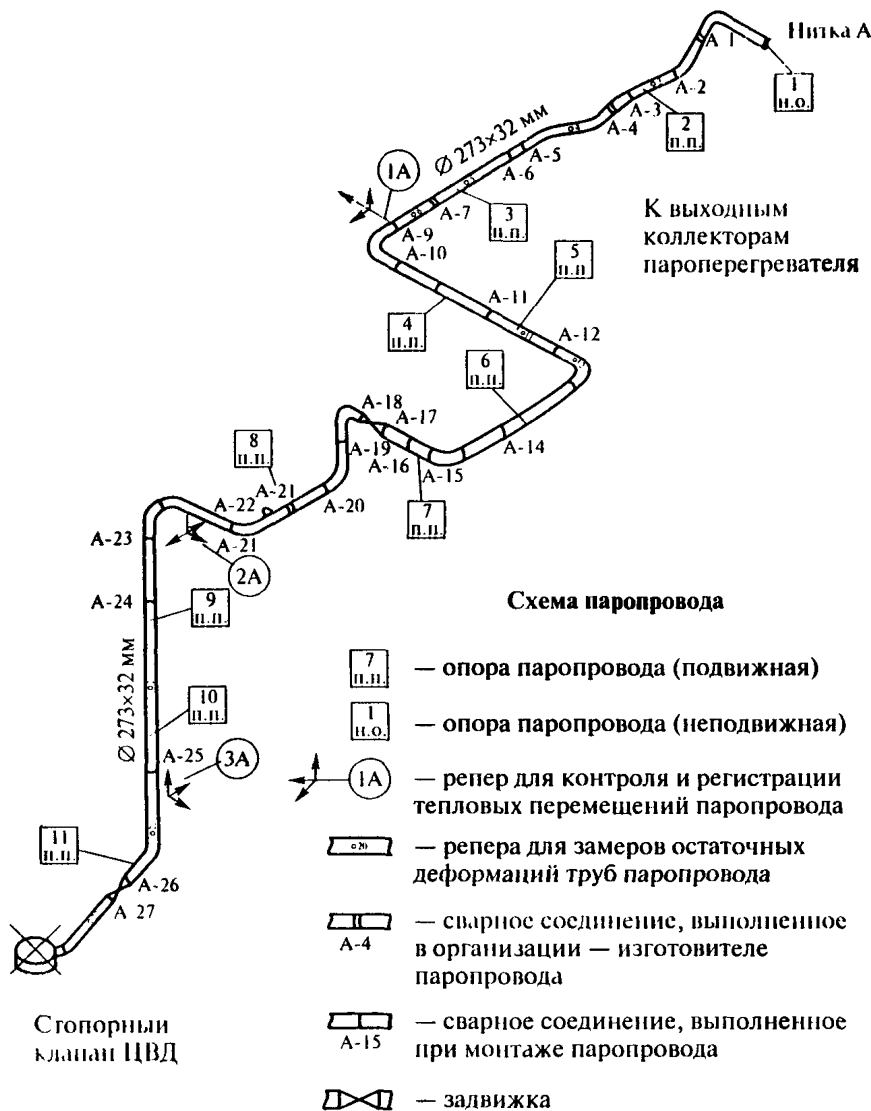 Нитка А
А 1
1
н.о.
А-2
А-3
2
п.п.
А-4
А-5
Ø 273×32 мм
А-6
1А
А-7
3
п.п.
А-9
А-10
К выходным
коллекторам
пароперегревателя
5
п.п
А-11
4
п.п.
А-12
6
п.п.
А-18
А-17
А-14
8
п.п.
А-19
А-16
А-15
А-21
А-20
7
п.п.
А-22
А-23
А-21
2А
А-24
9
п.п.
Схема паропровода
Ø 273×32 мм
10
п.п.
А-25
3А
11
п.п.
А-26
А 27
Стопорный
клапан ЦВД
7
п.п.
— опора паропровода (подвижная)
1
н.о.
— опора паропровода (неподвижная)
1А
— репер для контроля и регистрации
тепловых перемещений паропровода
20
— репера для замеров остаточных
деформаций труб паропровода
А-4
— сварное соединение, выполненное
в организации — изготовителе
паропровода
А-15
— сварное соединение, выполненное
при монтаже паропровода
— задвижка